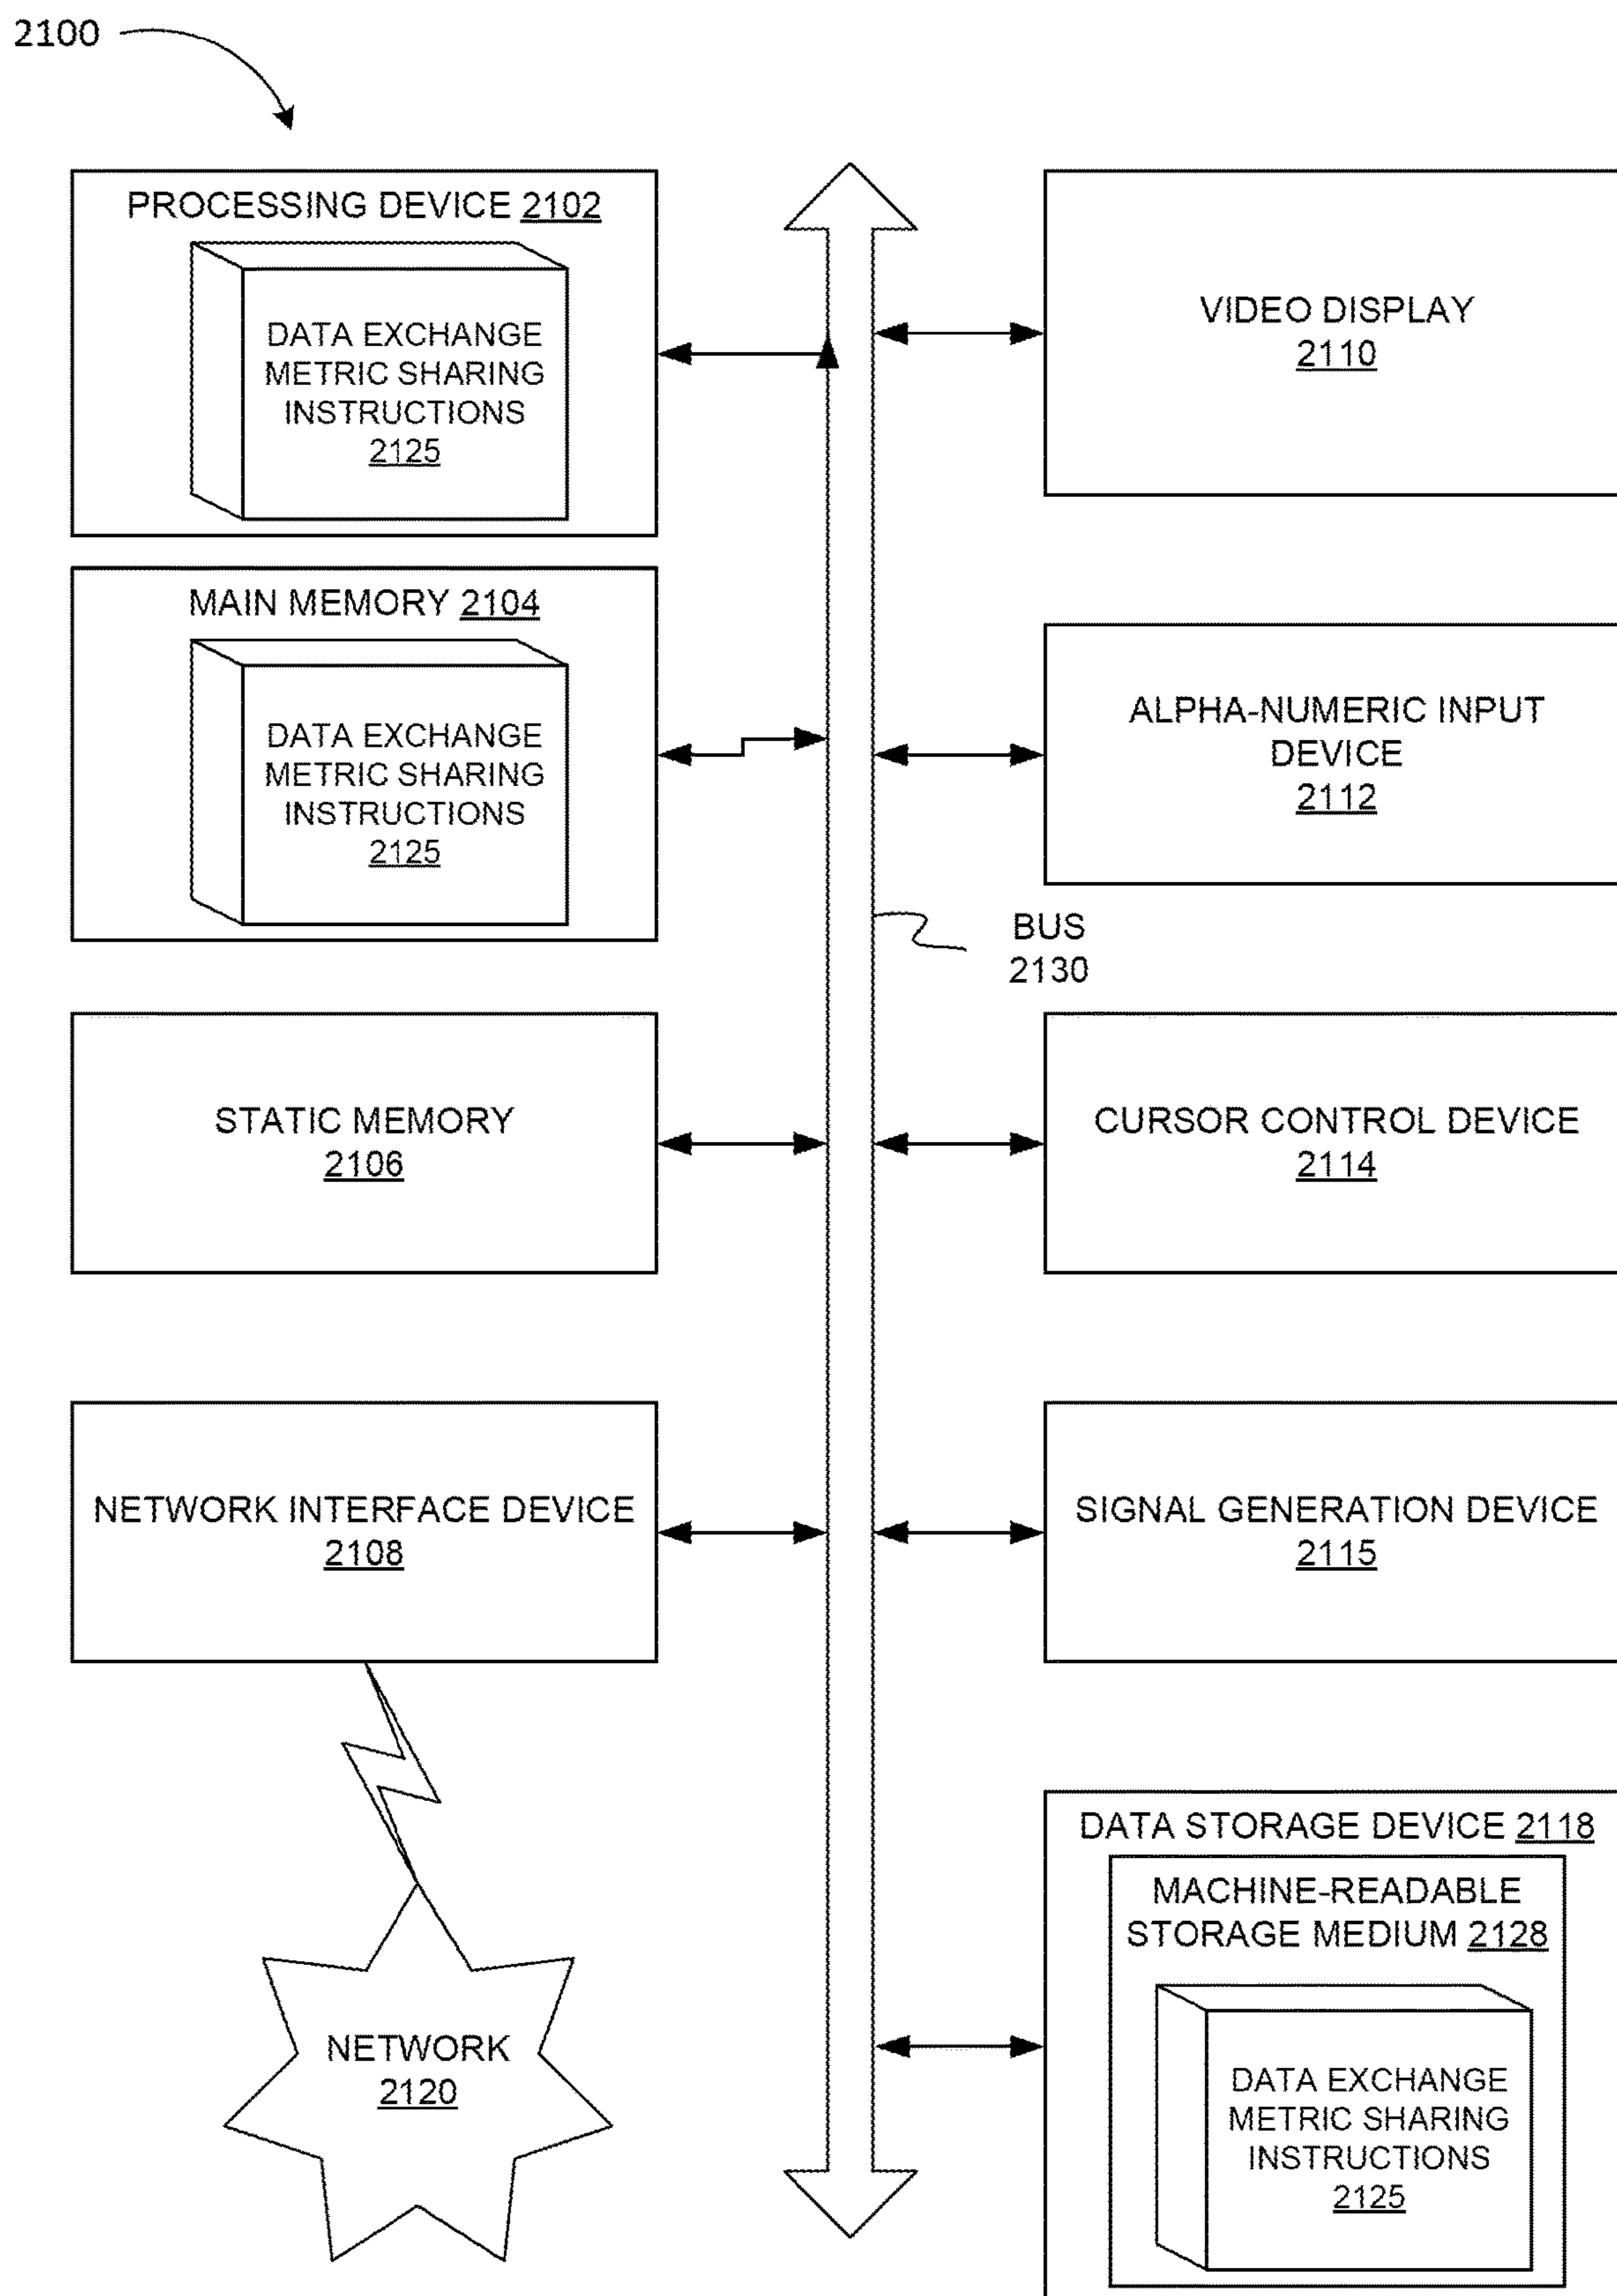 2100
PROCESSING DEVICE 2102
DATA EXCHANGE
METRIC SHARING
INSTRUCTIONS
2125
MAIN MEMORY 2104
DATA EXCHANGE
METRIC SHARING
INSTRUCTIONS
2125
STATIC MEMORY
2106
NETWORK INTERFACE DEVICE
2108
NETWORK
2120
VIDEO DISPLAY
2110
ALPHA-NUMERIC INPUT
DEVICE
2112
BUS
2130
CURSOR CONTROL DEVICE
2114
SIGNAL GENERATION DEVICE
2115
DATA STORAGE DEVICE 2118
MACHINE-READABLE
STORAGE MEDIUM 2128
DATA EXCHANGE
METRIC SHARING
INSTRUCTIONS
2125